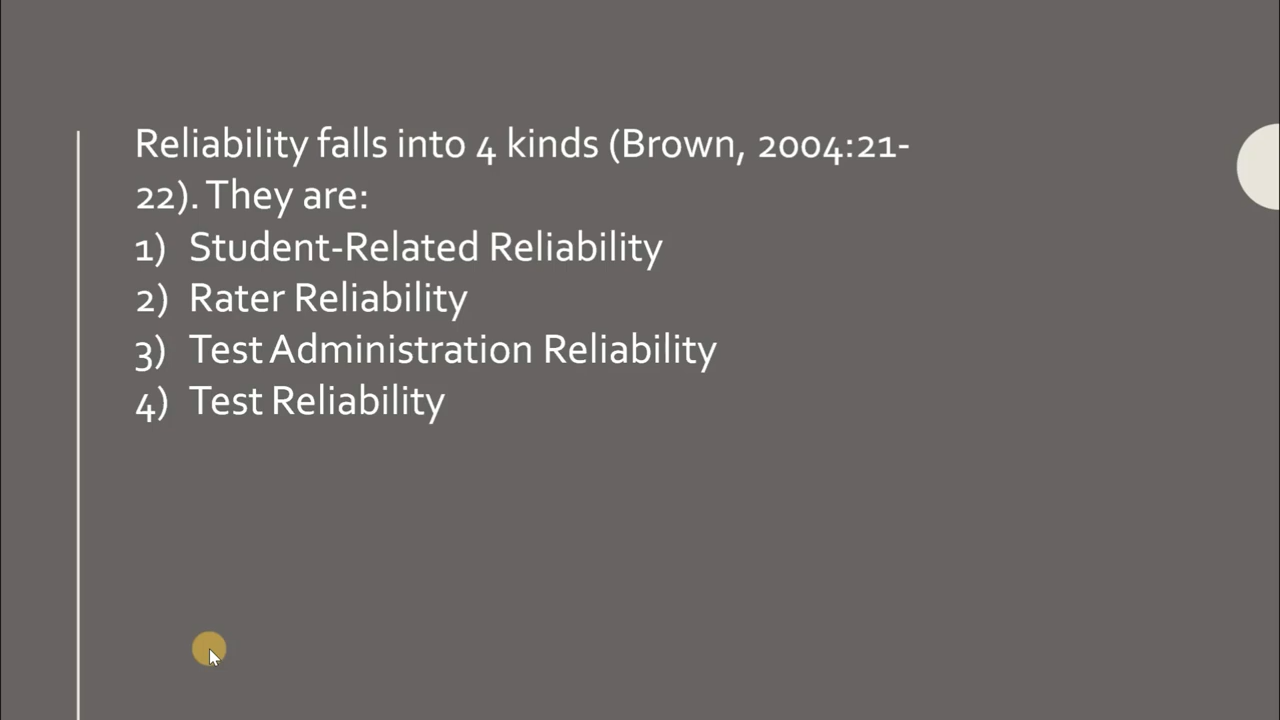 Reliability falls into 4 kinds (Brown, 2004:21-
22). They are:
1) Student-Related Reliability
2) Rater Reliability
3) Test Administration Reliability
4) Test Reliability